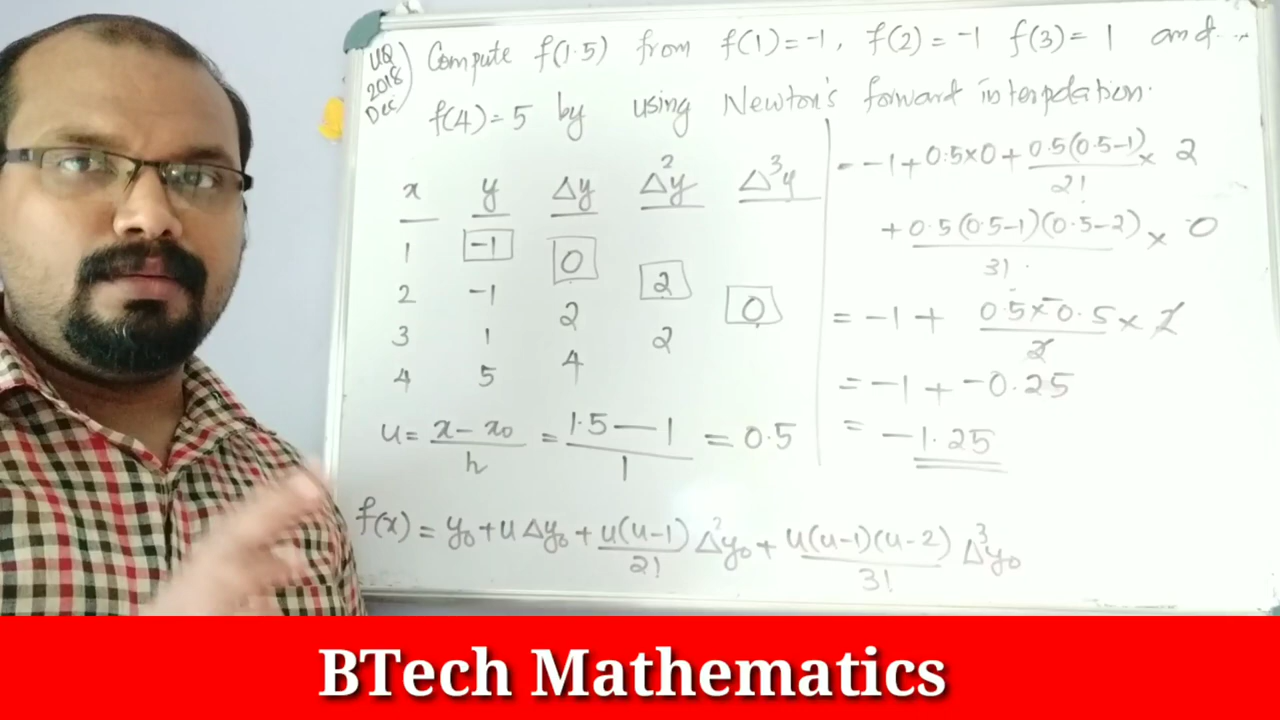 UQ 2018 Dec)
Compute f(1.5) from f(1)=-1, f(2)=-1 f(3)=1 and..
f(4)=5 by using Newton's forward interpolation.
x y Δy Δ²y Δ³y
1 -1
0
2
2 -1
0
2
3 1
2
4
4 5
u = x-x₀/h = 1.5-1/1 = 0.5
f(x) = y₀+uΔy₀+u(u-1)/2! Δ²y₀+u(u-1)(u-2)/3! Δ³y₀
= -1+0.5×0+0.5(0.5-1)/2! × 2
+0.5(0.5-1)(0.5-2)/3! × 0
= -1+ 0.5×-0.5/2 × 2
= -1+-0.25
= -1.25
BTech Mathematics